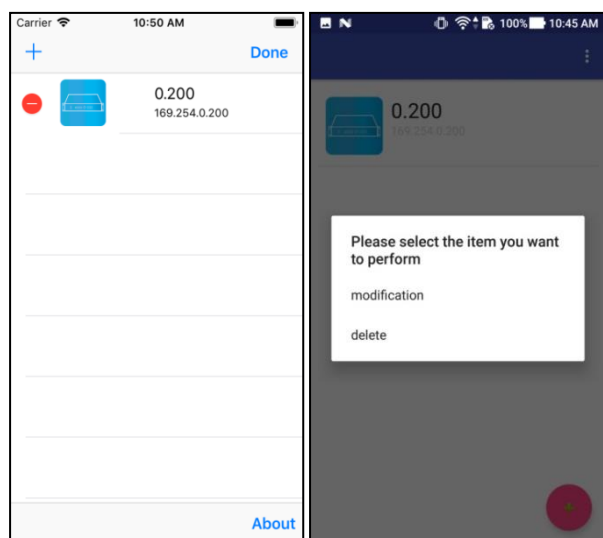 Carrier 10:50 AM
+ Done
0.200
169.254.0.200
About
N 100% 10:45 AM
0.200
169.254.0.200
Please select the item you want
to perform
modification
delete